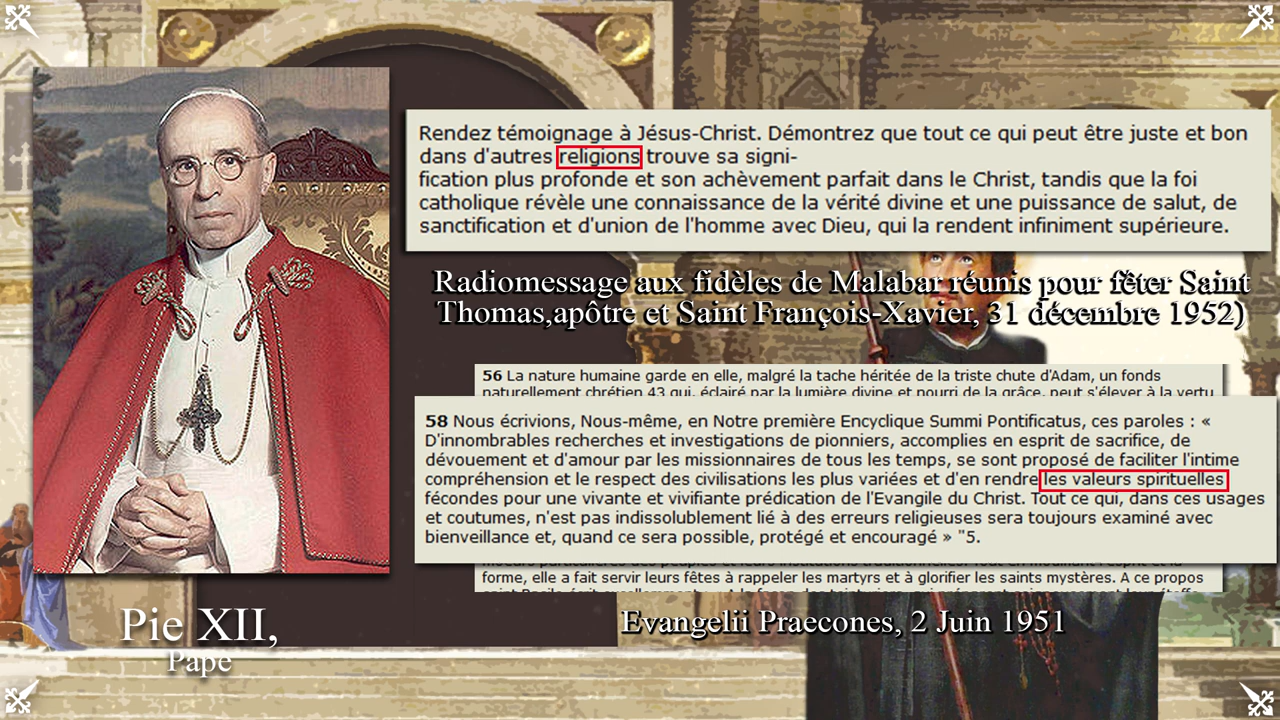 Rendez témoignage à Jésus-Christ. Démontrez que tout ce qui peut être juste et bon
dans d'autres religions trouve sa signi-
fication plus profonde et son achèvement parfait dans le Christ, tandis que la foi
catholique révèle une connaissance de la vérité divine et une puissance de salut, de
sanctification et d'union de l'homme avec Dieu, qui la rendent infiniment supérieure.
Radiomessage aux fidèles de Malabar réunis pour fêter Saint
Thomas,apôtre et Saint François-Xavier, 31 décembre 1952)
56 La nature humaine garde en elle, malgré la tache héritée de la triste chute d'Adam, un fonds
naturellement chrétien 43 qui, éclairé par la lumière divine et nourri de la grâce, peut s'élever à la vertu
58 Nous écrivions, Nous-même, en Notre première Encyclique Summi Pontificatus, ces paroles : «
D'innombrables recherches et investigations de pionniers, accomplies en esprit de sacrifice, de
dévouement et d'amour par les missionnaires de tous les temps, se sont proposé de faciliter l'intime
compréhension et le respect des civilisations les plus variées et d'en rendre les valeurs spirituelles
fécondes pour une vivante et vivifiante prédication de l'Evangile du Christ. Tout ce qui, dans ces usages
et coutumes, n'est pas indissolublement lié à des erreurs religieuses sera toujours examiné avec
bienveillance et, quand ce sera possible, protégé et encouragé » "5.
forme, elle a fait servir leurs fêtes à rappeler les martyrs et à glorifier les saints mystères. A ce propos
Evangelii Praecones, 2 Juin 1951
Pie XII,
Pape